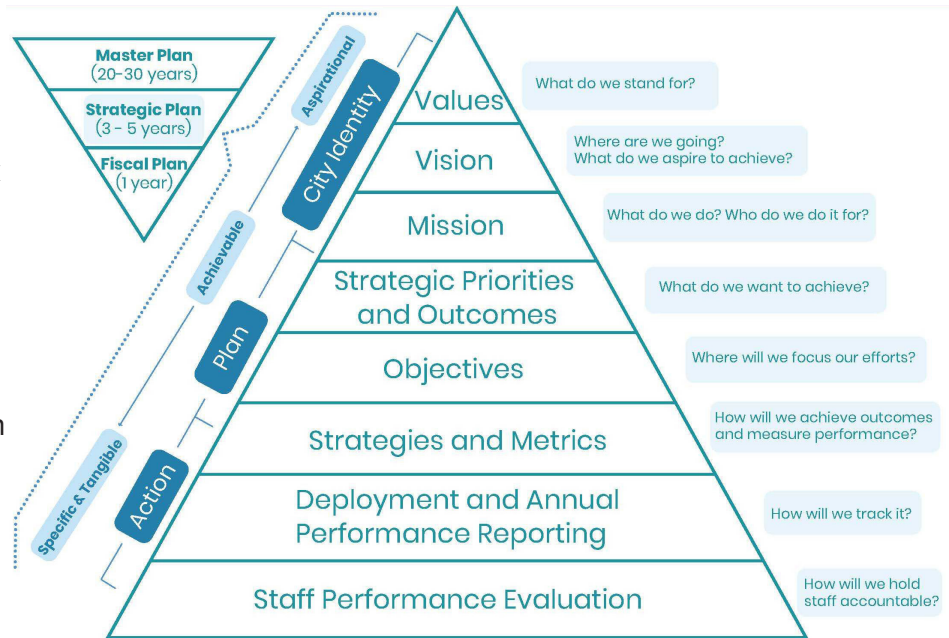 Master Plan
(20-30 years)
Strategic Plan
(3 - 5 years)
Fiscal Plan
(1 year)
Aspirational
Achievable
Specific & Tangible
City Identity
Plan
Action
Values
What do we stand for?
Vision
Where are we going?
What do we aspire to achieve?
Mission
What do we do? Who do we do it for?
Strategic Priorities
and Outcomes
What do we want to achieve?
Objectives
Where will we focus our efforts?
Strategies and Metrics
How will we achieve outcomes
and measure performance?
Deployment and Annual
Performance Reporting
How will we track it?
Staff Performance Evaluation
How will we hold
staff accountable?